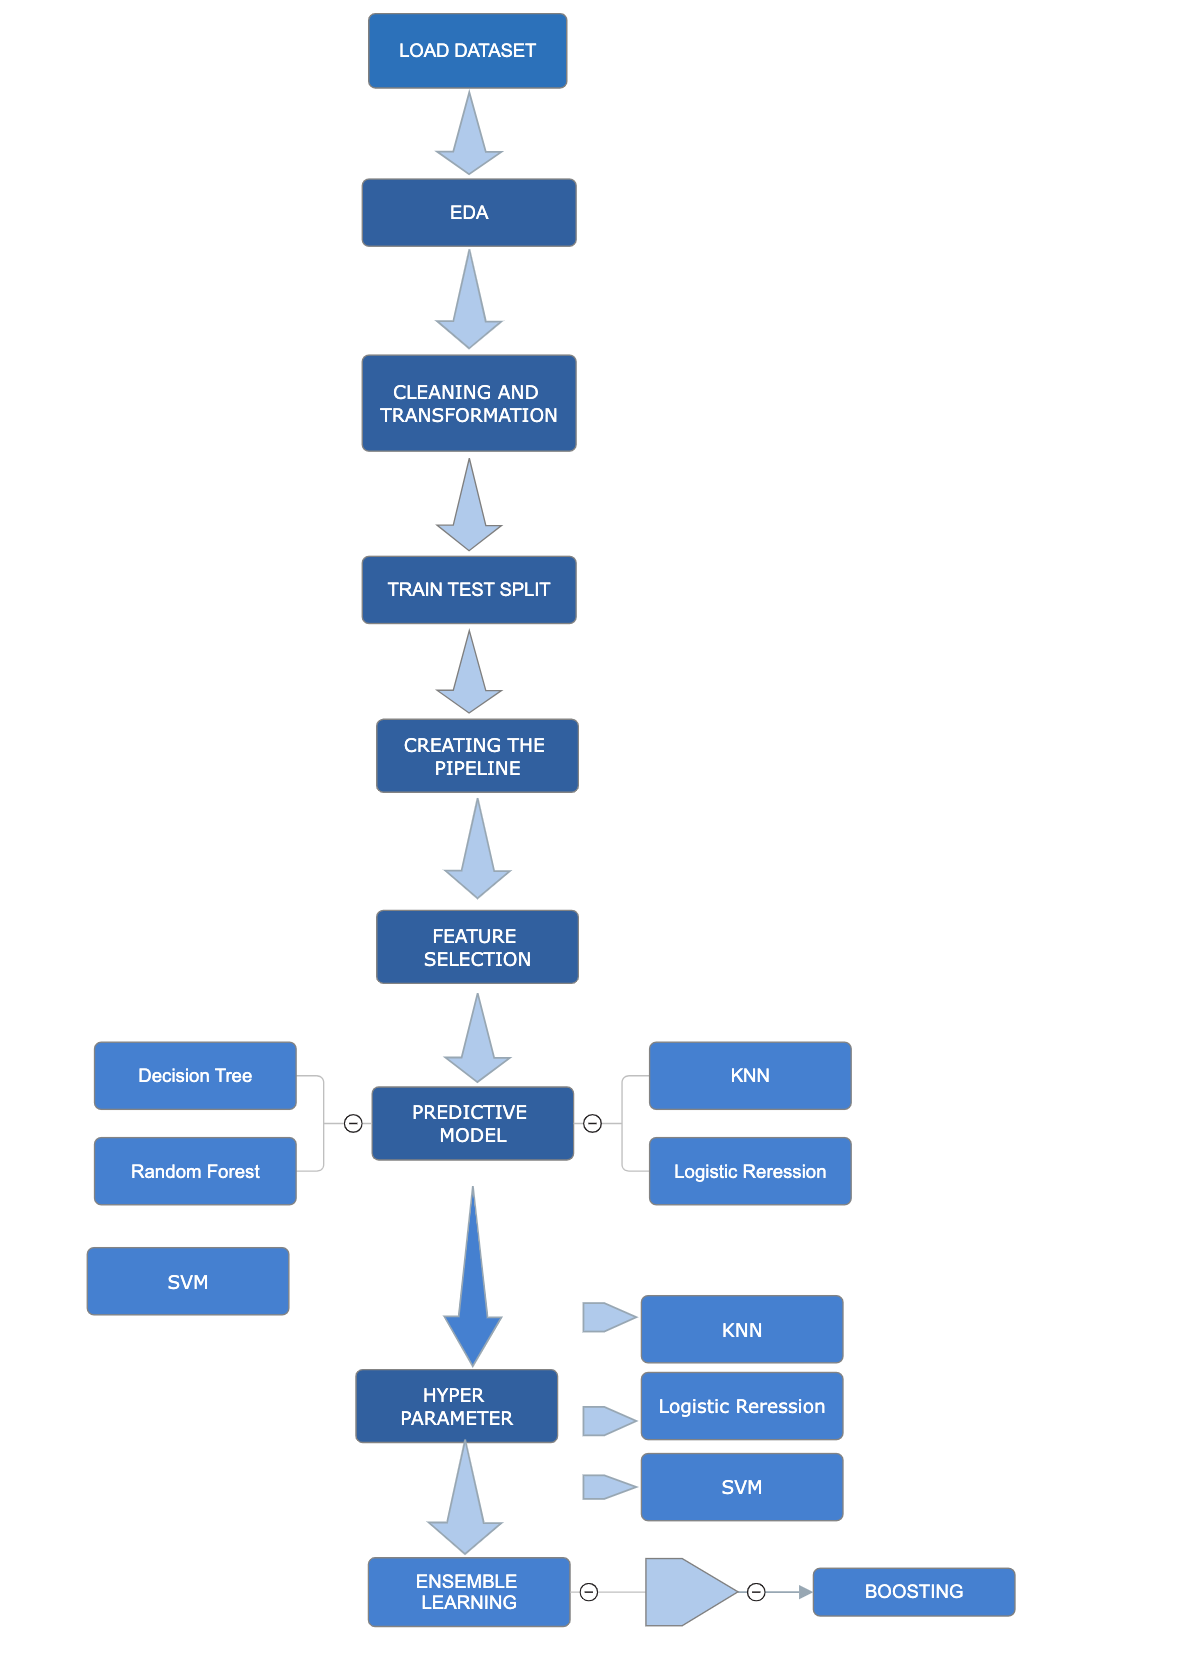 LOAD DATASET
EDA
CLEANING AND
TRANSFORMATION
TRAIN TEST SPLIT
CREATING THE
PIPELINE
FEATURE
SELECTION
Decision Tree
KNN
PREDICTIVE
MODEL
Random Forest
Logistic Reression
SVM
KNN
HYPER
PARAMETER
Logistic Reression
SVM
ENSEMBLE
LEARNING
BOOSTING